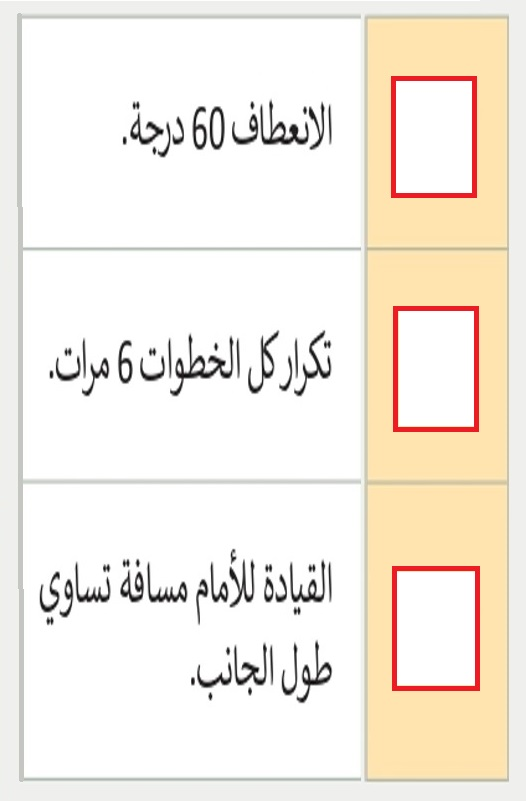 الانعطاف 60 درجة.
تكرار كل الخطوات 6 مرات.
القيادة للأمام مسافة تساوي
طول الجانب.